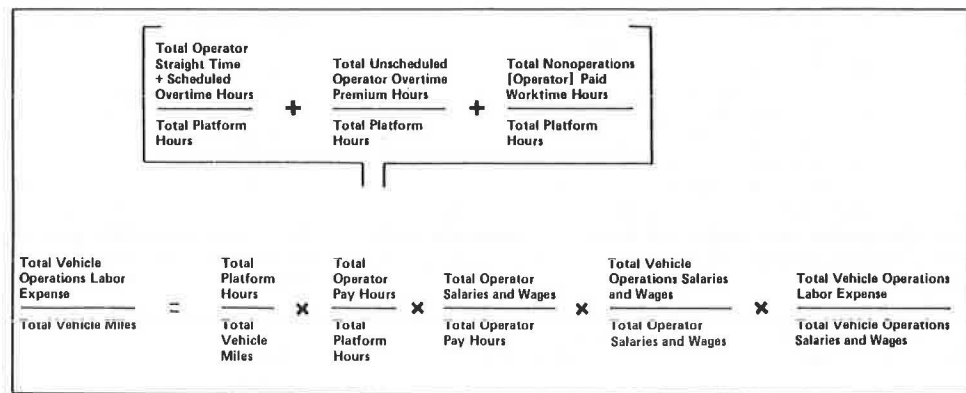 Total Operator
Straight Time
+ Scheduled
Overtime Hours
Total Platform
Hours
+
Total Unscheduled
Operator Overtime
Premium Hours
Total Platform
Hours
+
Total Nonoperations
[Operator] Paid
Worktime Hours
Total Platform
Hours
Total Vehicle
Operations Labor
Expense
Total Vehicle Miles
=
Total
Platform
Hours
Total
Vehicle
Miles
×
Total
Operator
Pay Hours
Total
Platform
Hours
×
Total Operator
Salaries and Wages
Total Operator
Pay Hours
×
Total Vehicle
Operations Salaries
and Wages
Total Operator
Salaries and Wages
×
Total Vehicle Operations
Labor Expense
Total Vehicle Operations
Salaries and Wages